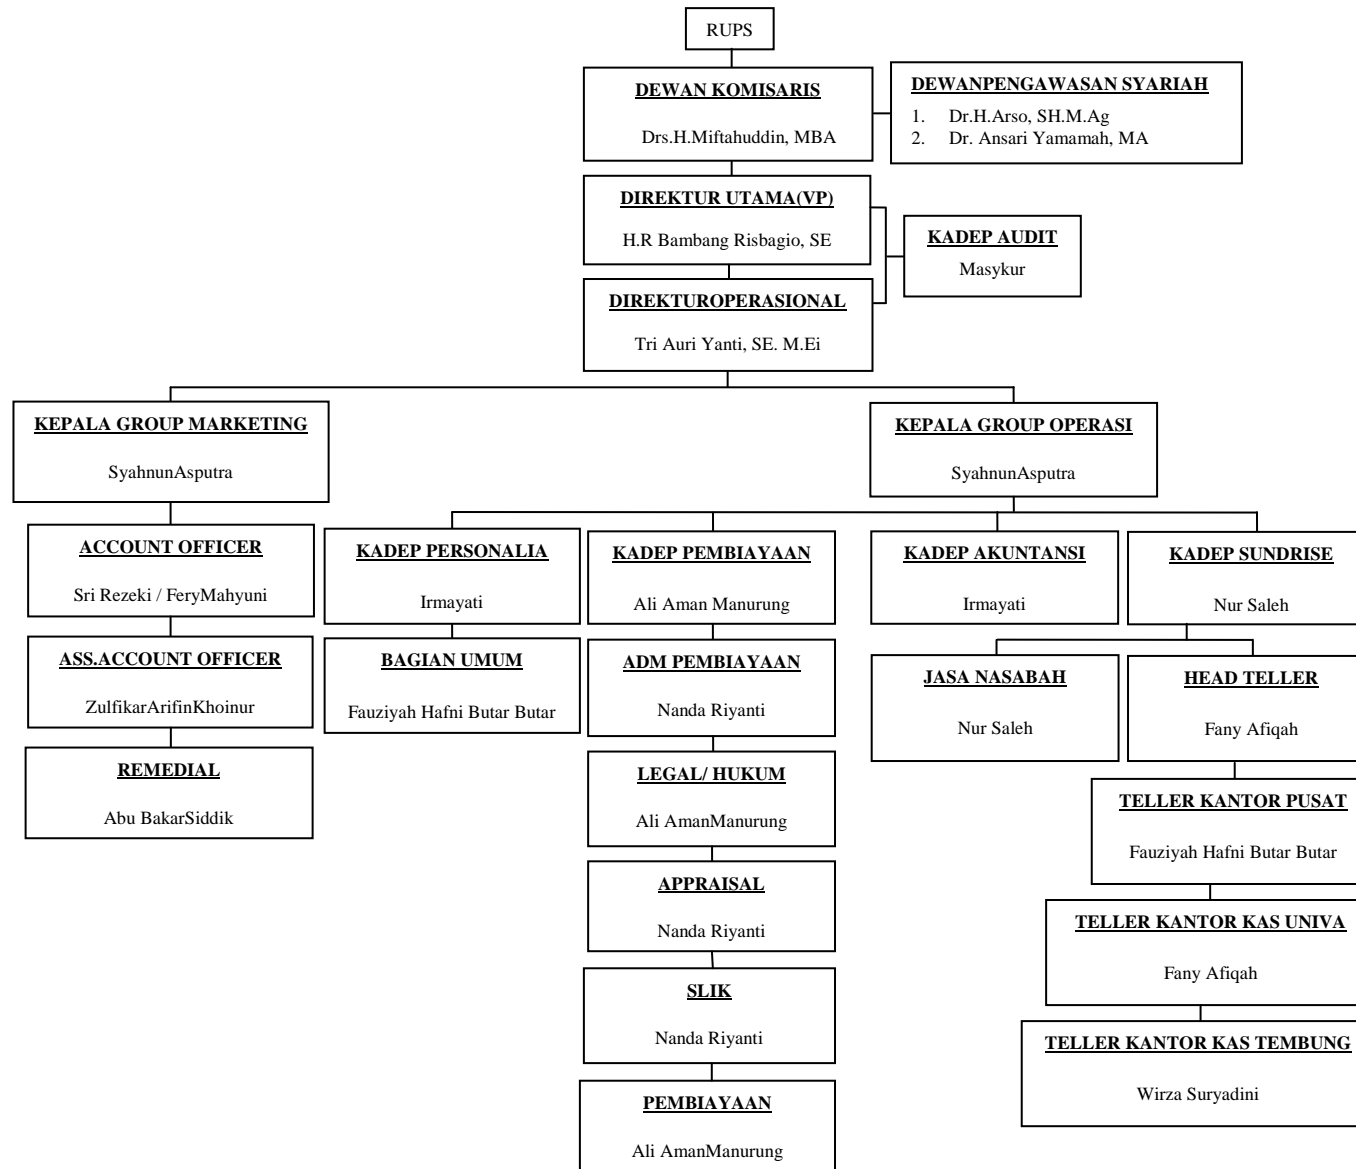 RUPS
DEWAN KOMISARIS
Drs.H.Miftahuddin, MBA
DEWANPENGAWASAN SYARIAH
1. Dr.H.Arso, SH.M.Ag
2. Dr. Ansari Yamamah, MA
DIREKTUR UTAMA(VP)
H.R Bambang Risbagio, SE
KADEP AUDIT
Masykur
DIREKTUROPERASIONAL
Tri Auri Yanti, SE. M.Ei
KEPALA GROUP MARKETING
SyahnunAsputra
KEPALA GROUP OPERASI
SyahnunAsputra
ACCOUNT OFFICER
Sri Rezeki / FeryMahyuni
KADEP PERSONALIA
Irmayati
KADEP PEMBIAYAAN
Ali Aman Manurung
KADEP AKUNTANSI
Irmayati
KADEP SUNDRISE
Nur Saleh
ASS.ACCOUNT OFFICER
ZulfikarArifinKhoinur
BAGIAN UMUM
Fauziyah Hafni Butar Butar
ADM PEMBIAYAAN
Nanda Riyanti
JASA NASABAH
Nur Saleh
HEAD TELLER
Fany Afiqah
REMEDIAL
Abu BakarSiddik
LEGAL/ HUKUM
Ali AmanManurung
TELLER KANTOR PUSAT
Fauziyah Hafni Butar Butar
APPRAISAL
Nanda Riyanti
TELLER KANTOR KAS UNIVA
Fany Afiqah
SLIK
Nanda Riyanti
TELLER KANTOR KAS TEMBUNG
Wirza Suryadini
PEMBIAYAAN
Ali AmanManurung